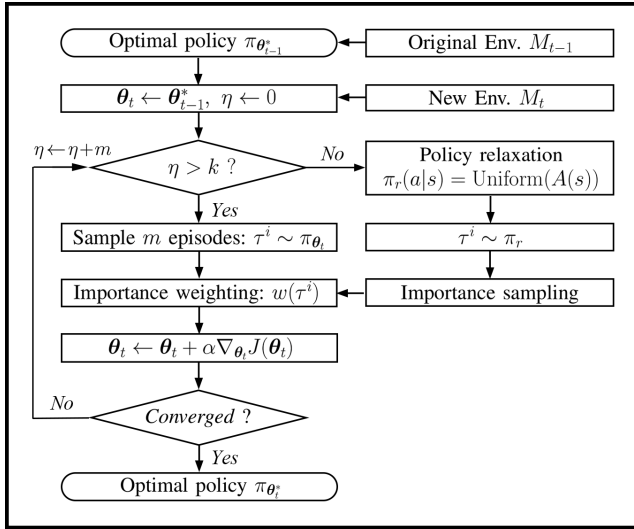 Optimal policy π_{θ*_{t−1}}
Original Env. M_{t−1}
θ_t ← θ*_{t−1}, η ← 0
New Env. M_t
η←η+m
η > k ?
No
Policy relaxation
π_r(a|s) = Uniform(A(s))
Yes
Sample m episodes: τ^i ∼ π_{θ_t}
τ^i ∼ π_r
Importance weighting: w(τ^i)
Importance sampling
θ_t ← θ_t + α∇_{θ_t}J(θ_t)
No
Converged ?
Yes
Optimal policy π_{θ*_t}